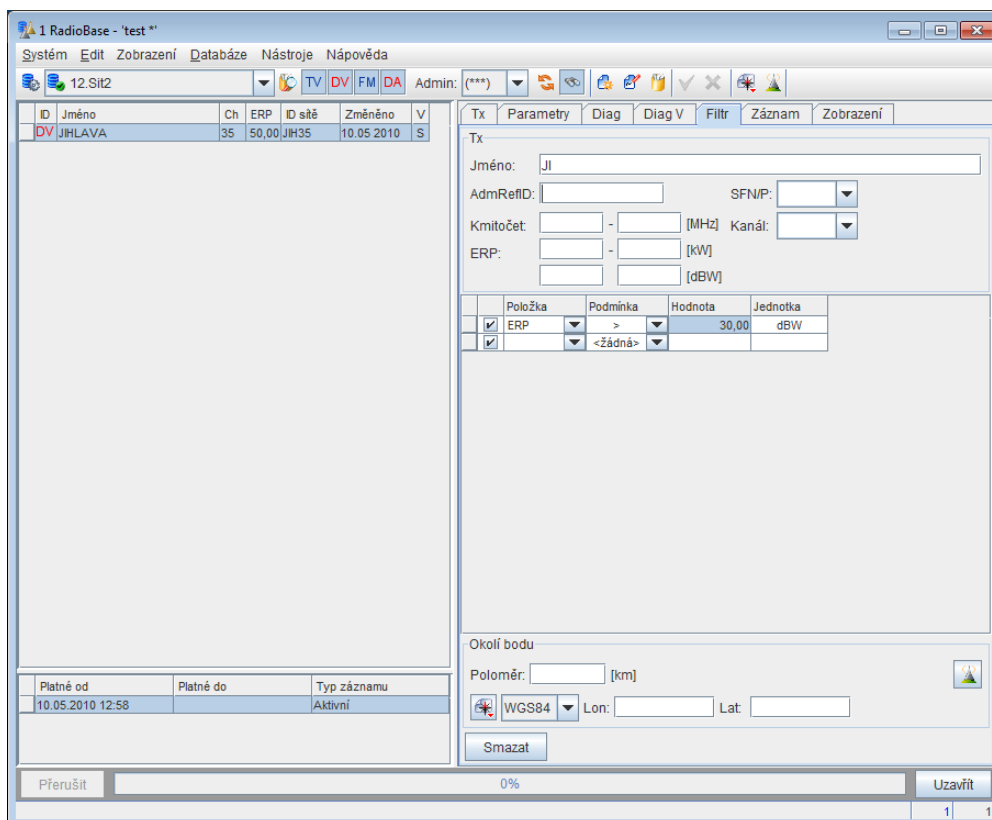 1 RadioBase - 'test *'
Systém Edit Zobrazení Databáze Nástroje Nápověda
12.Sit2 TV DV FM DA Admin: (***)
ID Jméno Ch ERP ID sítě Změněno V
DV JIHLAVA 35 50,00 JIH35 10.05 2010 S
Platné od Platné do Typ záznamu
10.05.2010 12:58 Aktivní
Tx Parametry Diag Diag V Filtr Záznam Zobrazení
Tx
Jméno: JI
AdmRefID: SFN/P:
Kmitočet: - [MHz] Kanál:
ERP: - [kW]
[dBW]
Položka Podmínka Hodnota Jednotka
ERP > 30,00 dBW
<žádná>
Okolí bodu
Poloměr: [km]
WGS84 Lon: Lat:
Smazat
Přerušit 0% Uzavřít
1 1